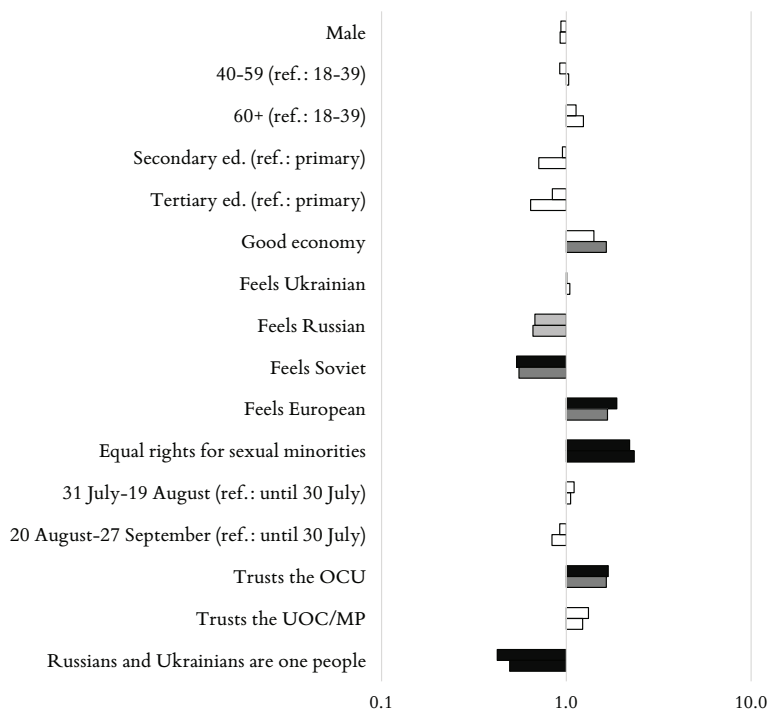 Male
40-59 (ref.: 18-39)
60+ (ref.: 18-39)
Secondary ed. (ref.: primary)
Tertiary ed. (ref.: primary)
Good economy
Feels Ukrainian
Feels Russian
Feels Soviet
Feels European
Equal rights for sexual minorities
31 July-19 August (ref.: until 30 July)
20 August-27 September (ref.: until 30 July)
Trusts the OCU
Trusts the UOC/MP
Russians and Ukrainians are one people
0.1 1.0 10.0